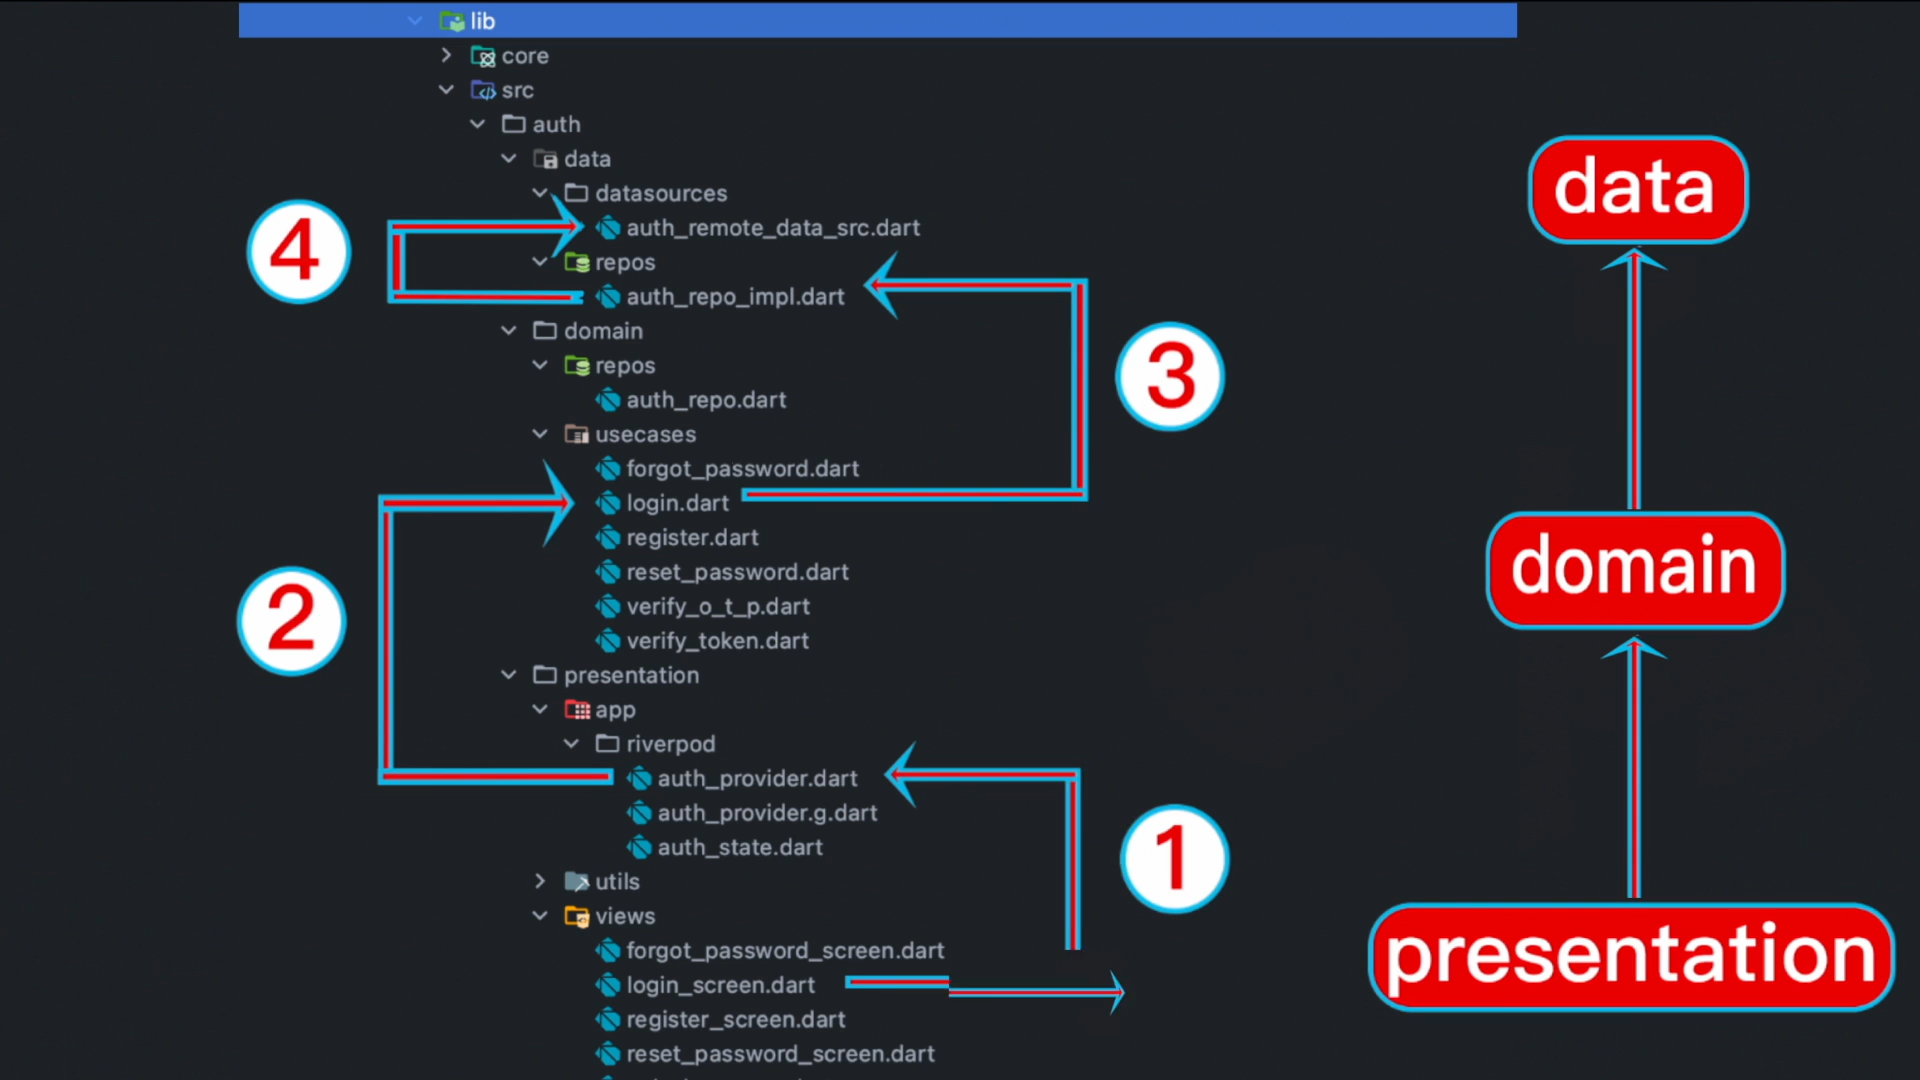 lib
core
src
auth
data
datasources
auth_remote_data_src.dart
repos
auth_repo_impl.dart
domain
repos
auth_repo.dart
usecases
forgot_password.dart
login.dart
register.dart
reset_password.dart
verify_o_t_p.dart
verify_token.dart
presentation
app
riverpod
auth_provider.dart
auth_provider.g.dart
auth_state.dart
utils
views
forgot_password_screen.dart
login_screen.dart
register_screen.dart
reset_password_screen.dart
4
2
3
1
data
domain
presentation